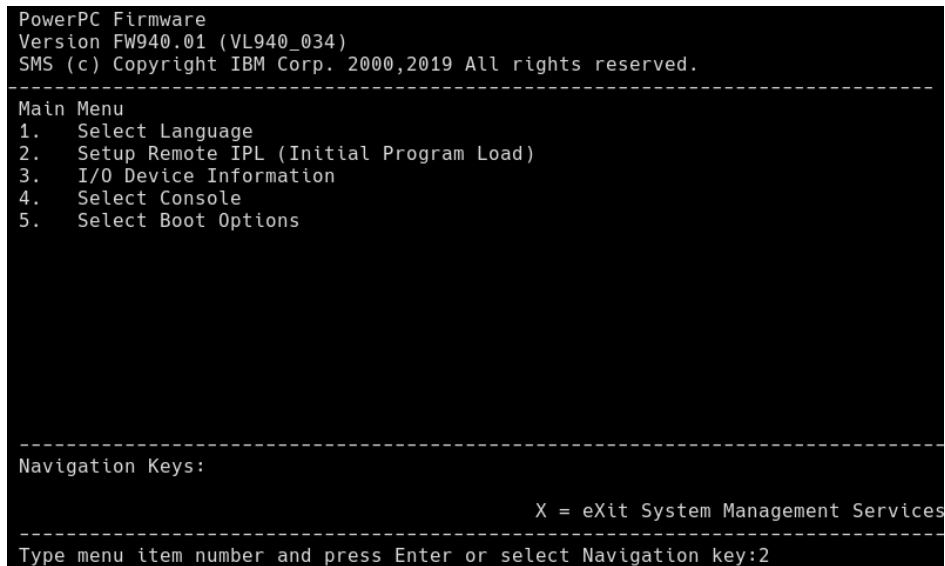 PowerPC Firmware
Version FW940.01 (VL940_034)
SMS (c) Copyright IBM Corp. 2000,2019 All rights reserved.
-------------------------------------------------------------------------------
Main Menu
1.   Select Language
2.   Setup Remote IPL (Initial Program Load)
3.   I/O Device Information
4.   Select Console
5.   Select Boot Options
-------------------------------------------------------------------------------
Navigation Keys:
X = eXit System Management Services
-------------------------------------------------------------------------------
Type menu item number and press Enter or select Navigation key:2